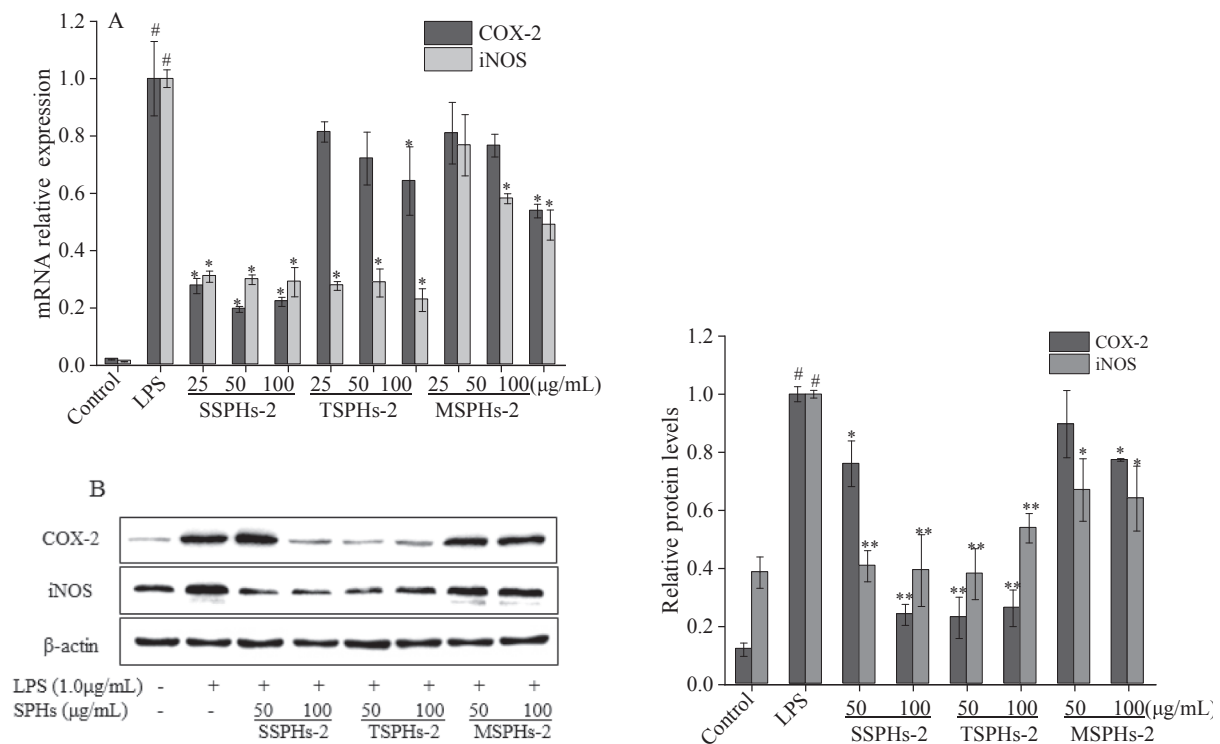 A
COX-2
iNOS
mRNA relative expression
1.2
1.0
0.8
0.6
0.4
0.2
0.0
# #
* * * * * * * * * * * * *
Control LPS 25 50 100 25 50 100 25 50 100(μg/mL)
SSPHs-2 TSPHs-2 MSPHs-2
B
COX-2
iNOS
β-actin
LPS (1.0μg/mL) - + + + + + + +
SPHs (μg/mL) - - 50 100 50 100 50 100
SSPHs-2 TSPHs-2 MSPHs-2
COX-2
iNOS
Relative protein levels
1.2
1.0
0.8
0.6
0.4
0.2
0.0
# #
* ** ** ** ** ** ** ** * * *
Control LPS 50 100 50 100 50 100(μg/mL)
SSPHs-2 TSPHs-2 MSPHs-2